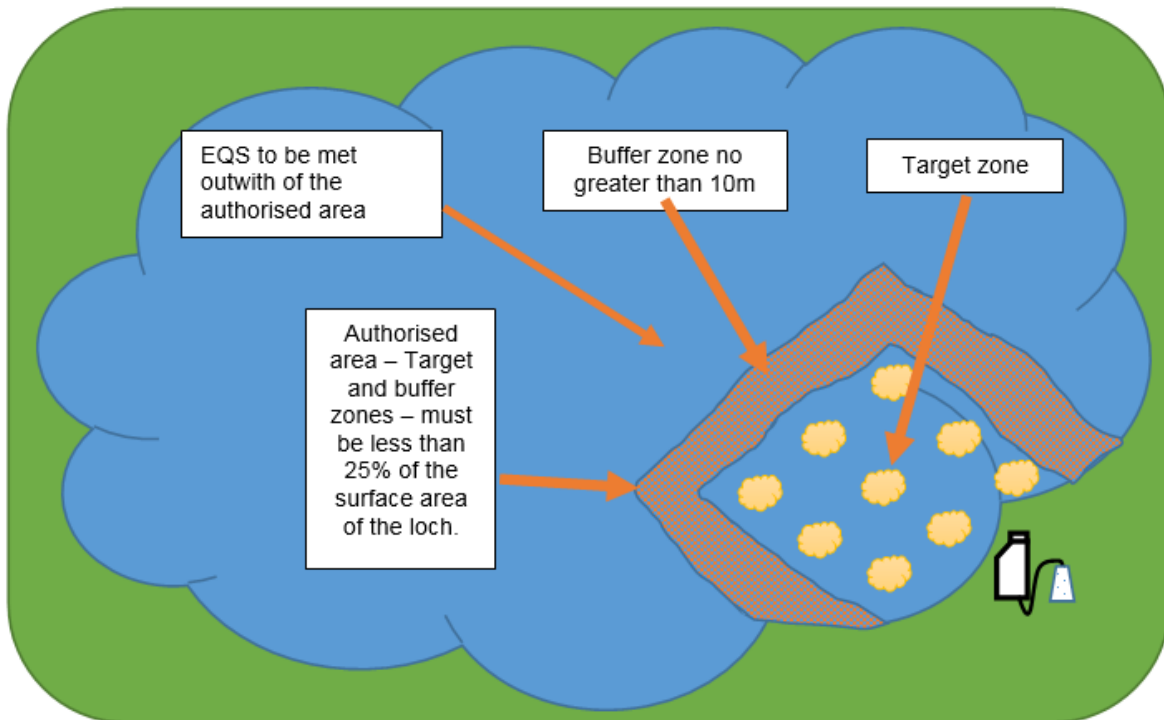 EQS to be met
outwith of the
authorised area
Buffer zone no
greater than 10m
Target zone
Authorised
area – Target
and buffer
zones – must
be less than
25% of the
surface area
of the loch.